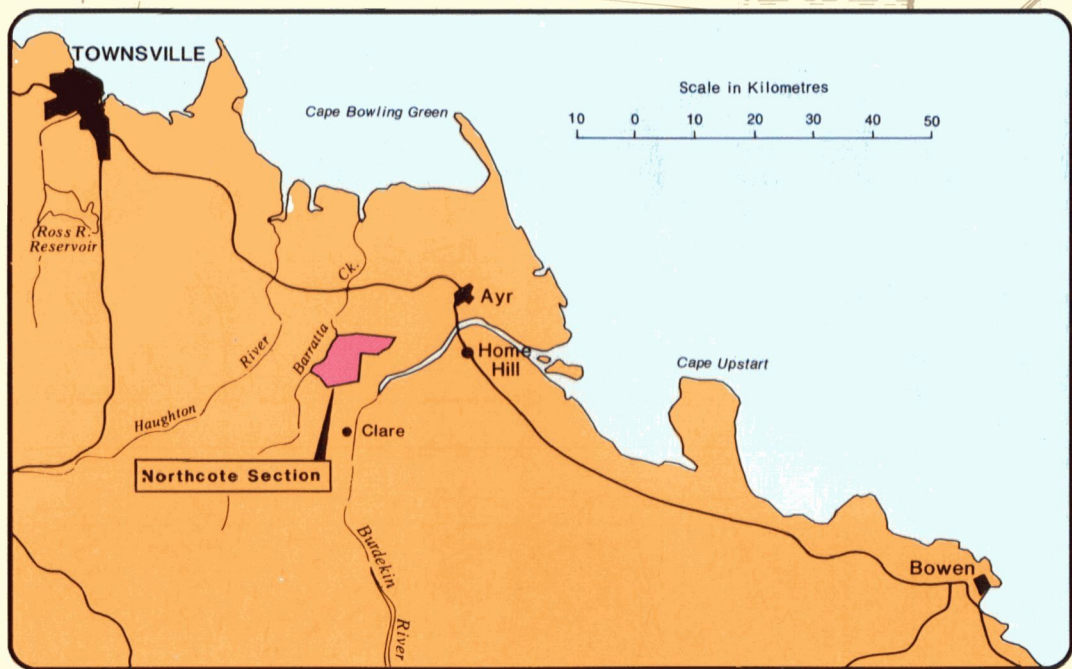 TOWNSVILLE
Scale in Kilometres
10 0 10 20 30 40 50
Cape Bowling Green
Ross R.
Reservoir
Ck.
Ayr
Barratta
River
Home
Hill
Cape Upstart
Haughton
Clare
Northcote Section
Burdekin
River
Bowen